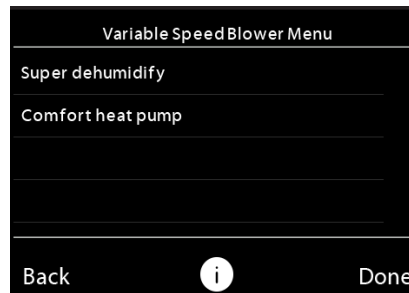 Variable Speed Blower Menu
Super dehumidify
Comfort heat pump
Back
i
Done